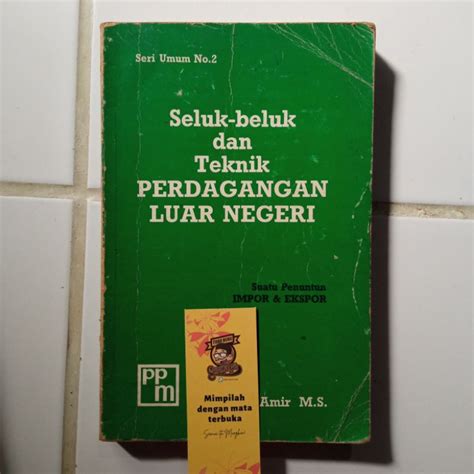 Seri Umum No.2
Seluk-beluk
dan
Teknik
PERDAGANGAN
LUAR NEGERI
Suatu Penuntun
IMPOR & EKSPOR
ppm
Amir M.S.
Mimpilah
dengan mata
terbuka